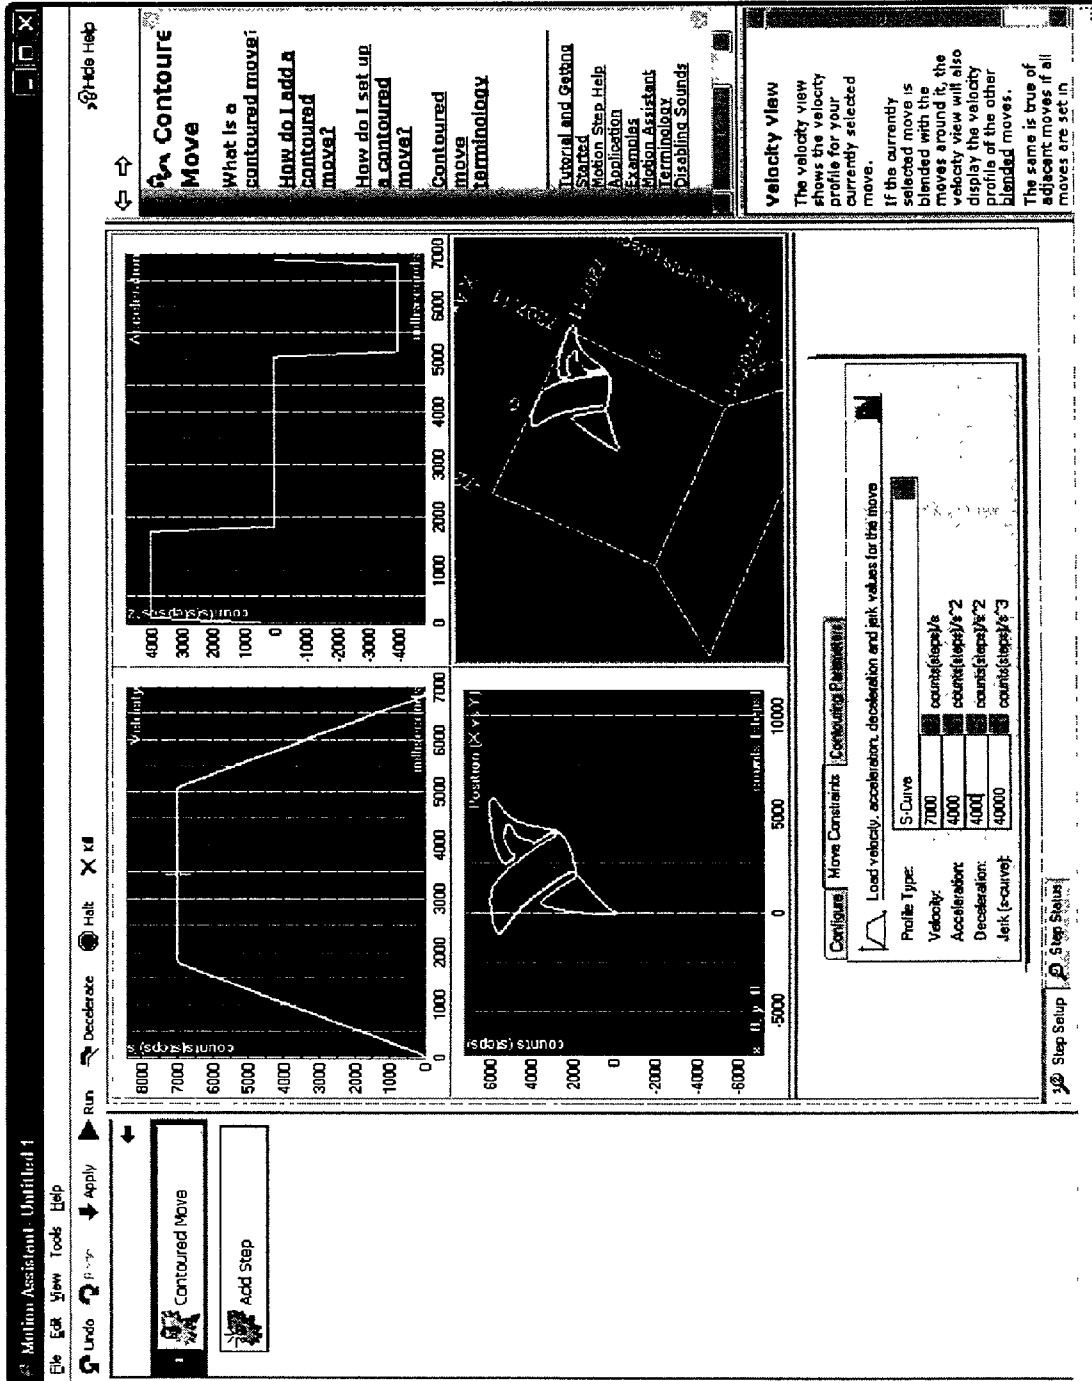 Motion Assistant - Untitled 1
File Edit View Tools Help
Undo Apply Run Decelerate Halt Kill Hide Help
1 Contoured Move
Add Step
Velocity
counts(steps)/s
8000
7000
6000
5000
4000
3000
2000
1000
0
0 1000 2000 3000 4000 5000 6000 7000
milliseconds
Acceleration
4000
3000
2000
1000
0
-1000
-2000
-3000
-4000
0 1000 2000 3000 4000 5000 6000 7000
milliseconds
Position (X vs Y)
counts (steps)
6000
4000
2000
0
-2000
-4000
-6000
-5000 0 5000 10000
counts (steps)
Configure Move Constraints Contouring Parameters
Load velocity, acceleration, deceleration and jerk values for the move
Profile Type: S-Curve
Velocity: 7000 counts(steps)/s
Acceleration: 4000 counts(steps)/s^2
Deceleration: 4000 counts(steps)/s^2
Jerk (s-curve): 40000 counts(steps)/s^3
Step Setup Step Status
Contoure
Move
What is a
contoured move?
How do I add a
contoured
move?
How do I set up
a contoured
move?
Contoured
move
terminology
Tutorial and Getting
Started
Motion Step Help
Application
Examples
Motion Assistant
Terminology
Disabling Sounds
Velocity view
The velocity view
shows the velocity
profile for your
currently selected
move.
If the currently
selected move is
blended with the
moves around it, the
velocity view will also
display the velocity
profile of the other
blended moves.
The same is true of
adjacent moves if all
moves are set in